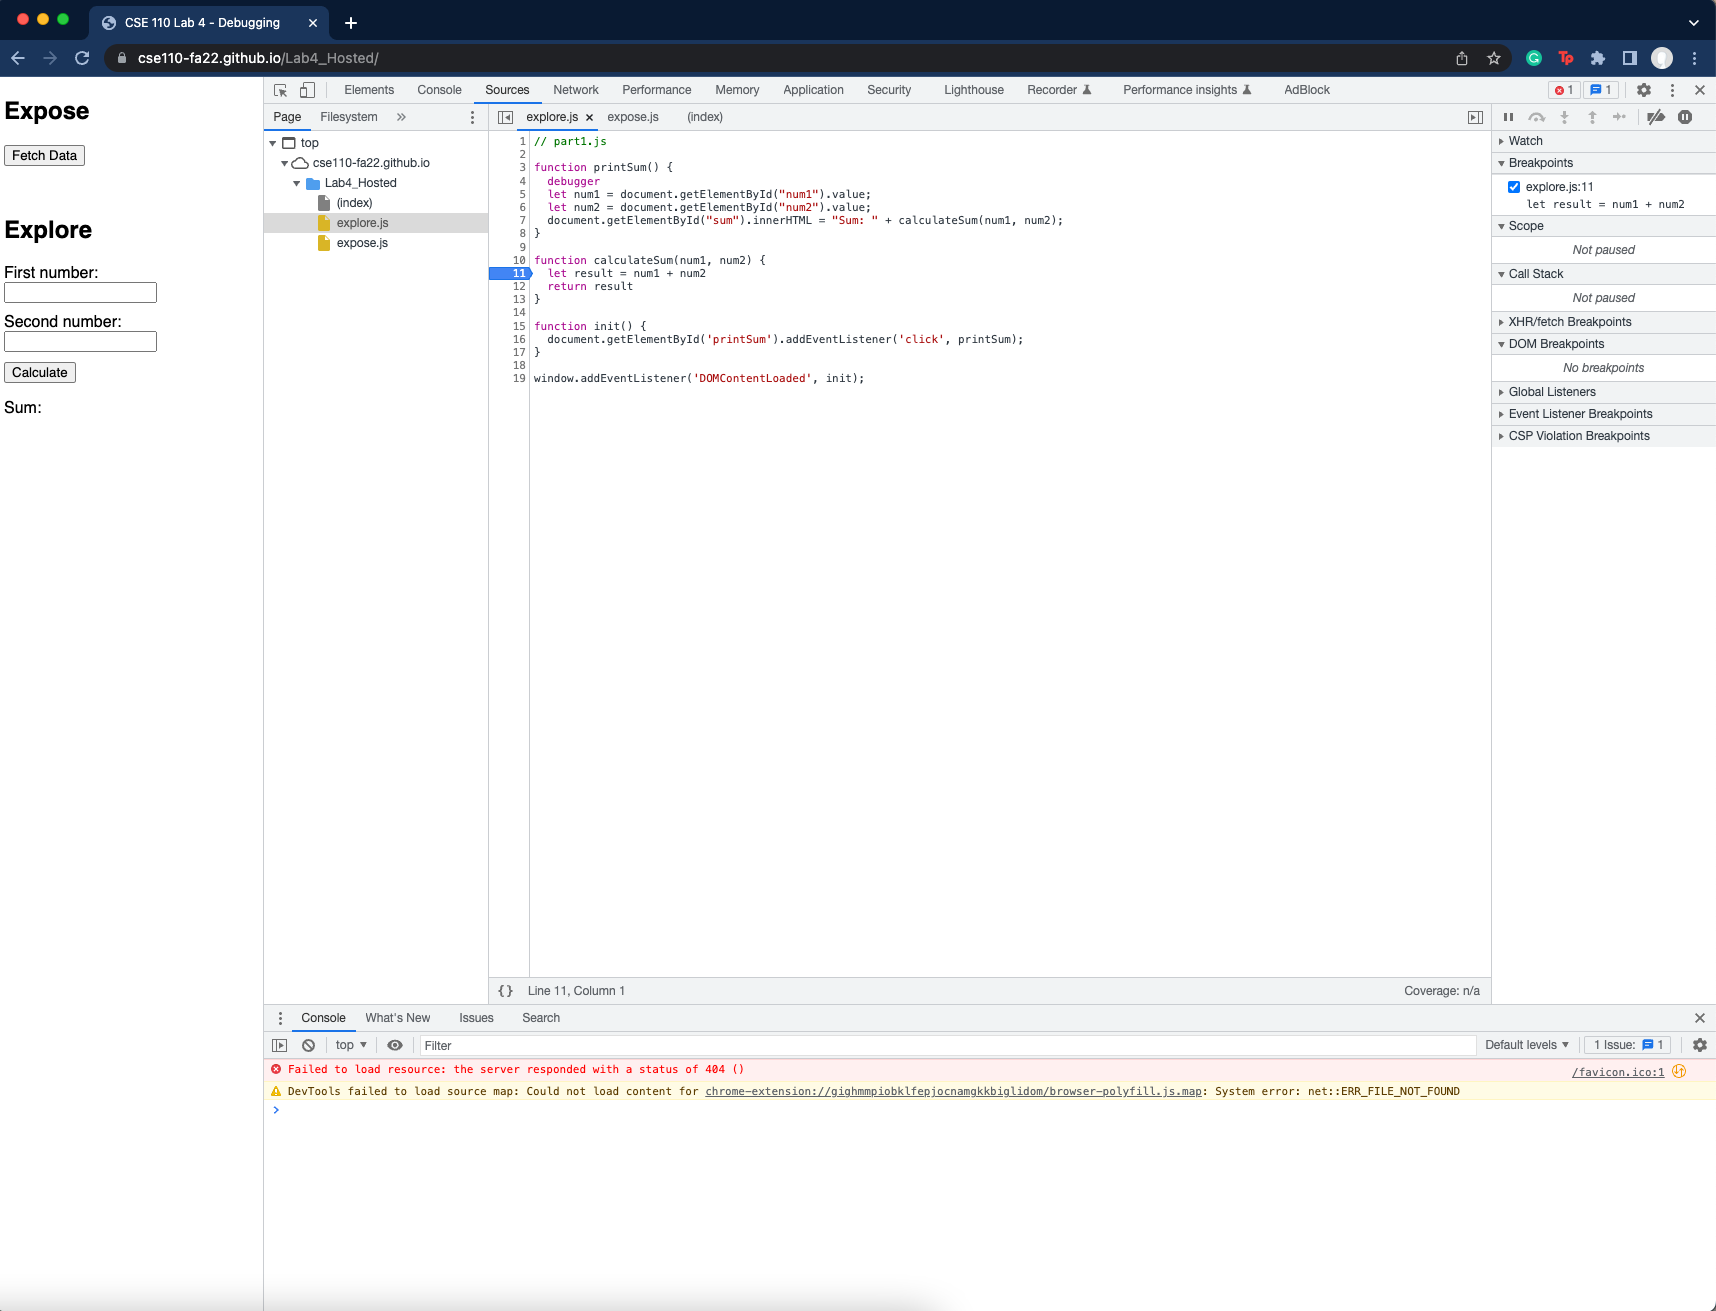 CSE 110 Lab 4 - Debugging
cse110-fa22.github.io/Lab4_Hosted/
Expose
Fetch Data
Explore
First number:
Second number:
Calculate
Sum:
Elements Console Sources Network Performance Memory Application Security Lighthouse Recorder Performance insights AdBlock 1 1
Page Filesystem »
top
cse110-fa22.github.io
Lab4_Hosted
(index)
explore.js
expose.js
explore.js × expose.js (index)
1 // part1.js
2
3 function printSum() {
4 debugger
5 let num1 = document.getElementById("num1").value;
6 let num2 = document.getElementById("num2").value;
7 document.getElementById("sum").innerHTML = "Sum: " + calculateSum(num1, num2);
8 }
9
10 function calculateSum(num1, num2) {
11 let result = num1 + num2
12 return result
13 }
14
15 function init() {
16 document.getElementById('printSum').addEventListener('click', printSum);
17 }
18
19 window.addEventListener('DOMContentLoaded', init);
{} Line 11, Column 1 Coverage: n/a
Watch
Breakpoints
explore.js:11
let result = num1 + num2
Scope
Not paused
Call Stack
Not paused
XHR/fetch Breakpoints
DOM Breakpoints
No breakpoints
Global Listeners
Event Listener Breakpoints
CSP Violation Breakpoints
Console What's New Issues Search
top Filter Default levels 1 Issue: 1
Failed to load resource: the server responded with a status of 404 () /favicon.ico:1
DevTools failed to load source map: Could not load content for chrome-extension://gighmmpiobklfepjocnamgkkbiglidom/browser-polyfill.js.map: System error: net::ERR_FILE_NOT_FOUND
>